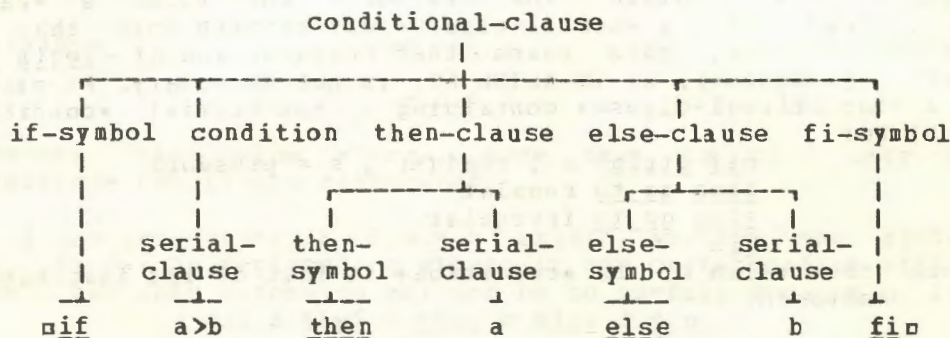 conditional-clause
if-symbol condition then-clause else-clause fi-symbol
serial- then- serial- else- serial-
clause symbol clause symbol clause
¤if a>b then a else b fi¤